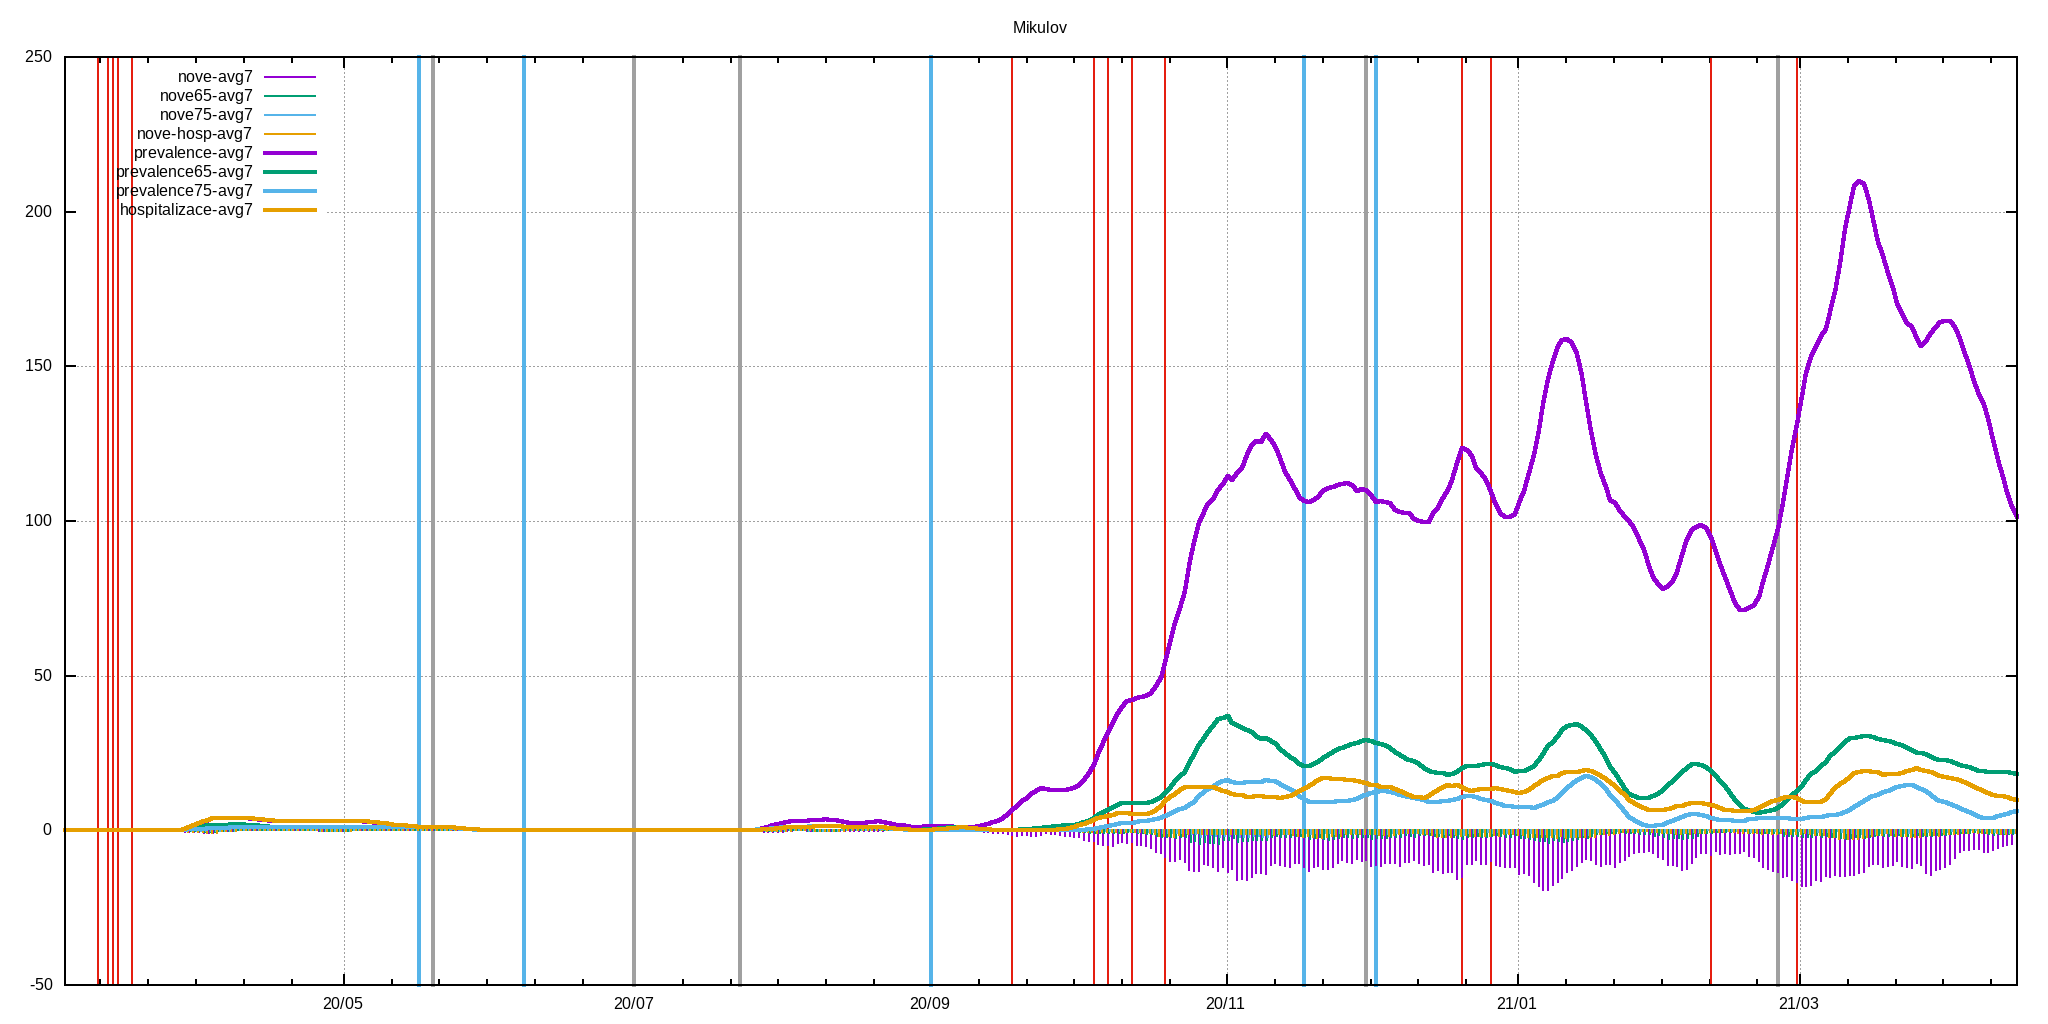 Mikulov
250
200
150
100
50
0
-50
nove-avg7
nove65-avg7
nove75-avg7
nove-hosp-avg7
prevalence-avg7
prevalence65-avg7
prevalence75-avg7
hospitalizace-avg7
20/05 20/07 20/09 20/11 21/01 21/03